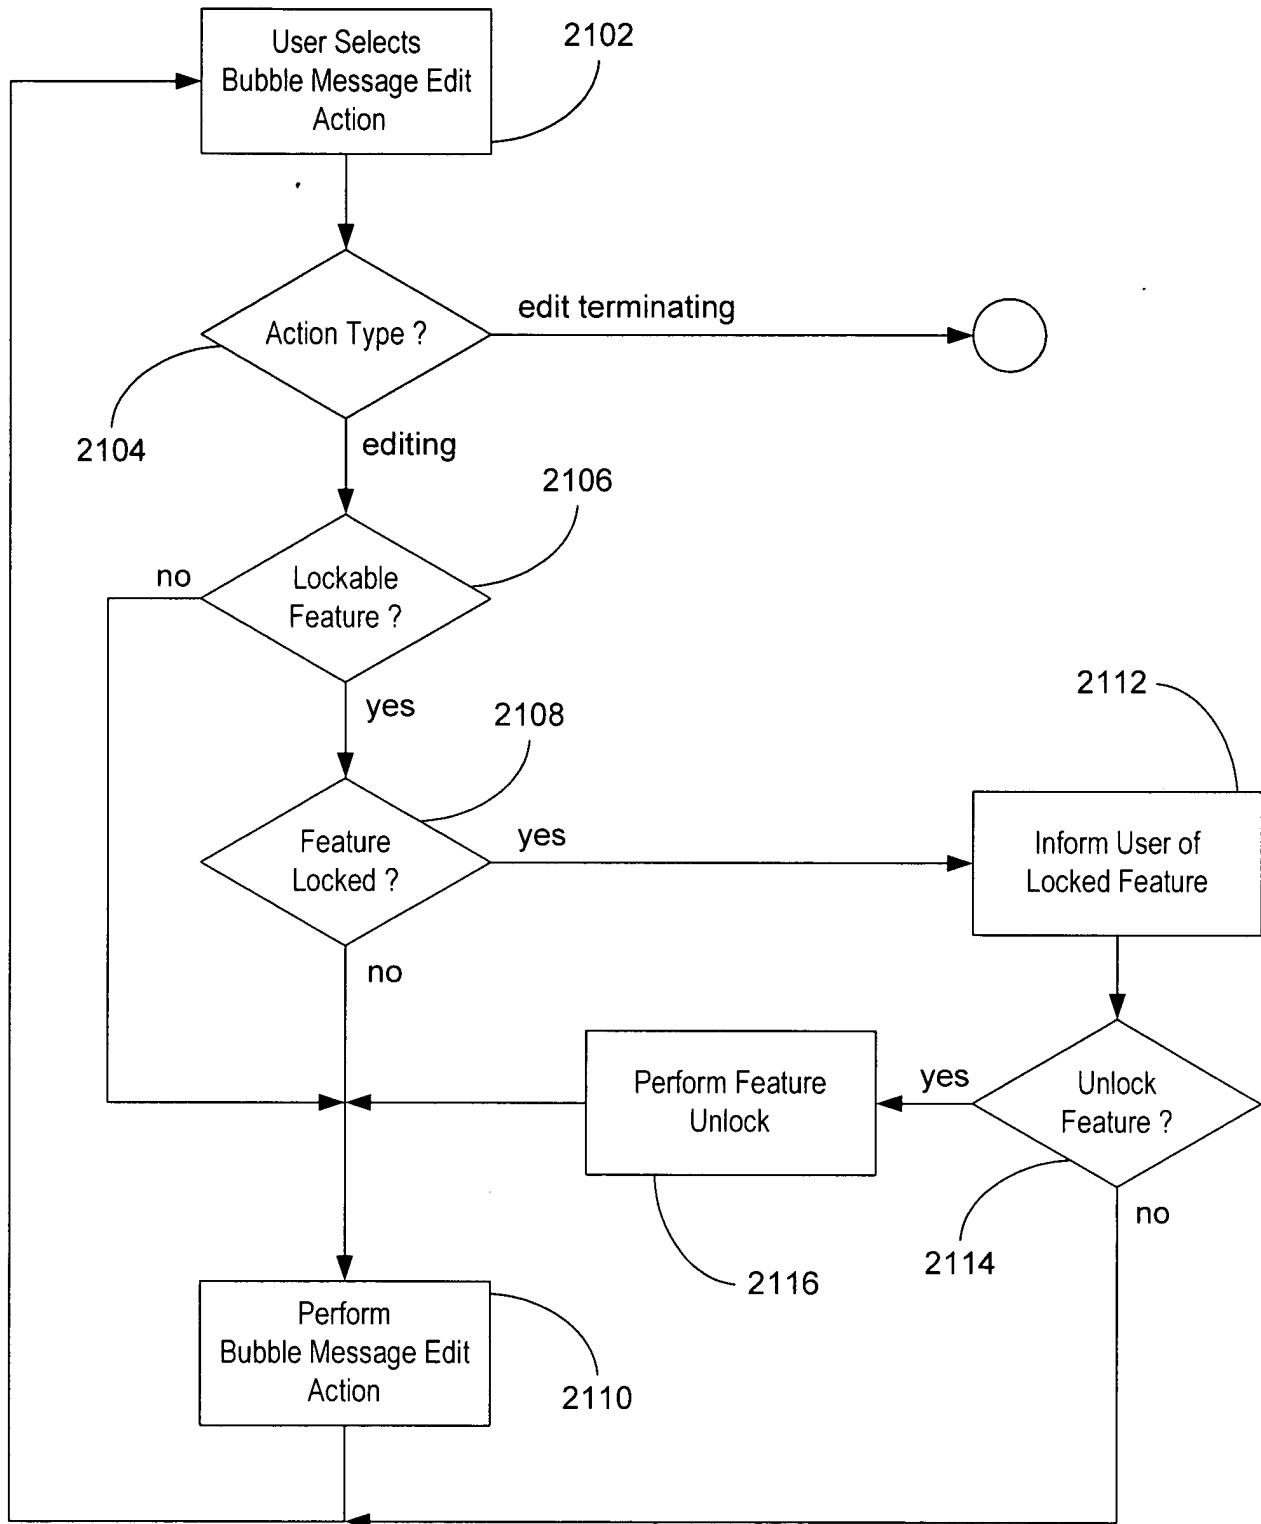 User Selects
Bubble Message Edit
Action
2102
Action Type ?
edit terminating
2104
editing
2106
no
Lockable
Feature ?
yes
2108
2112
Feature
Locked ?
yes
Inform User of
Locked Feature
no
Perform Feature
Unlock
yes
Unlock
Feature ?
no
2114
2116
Perform
Bubble Message Edit
Action
2110